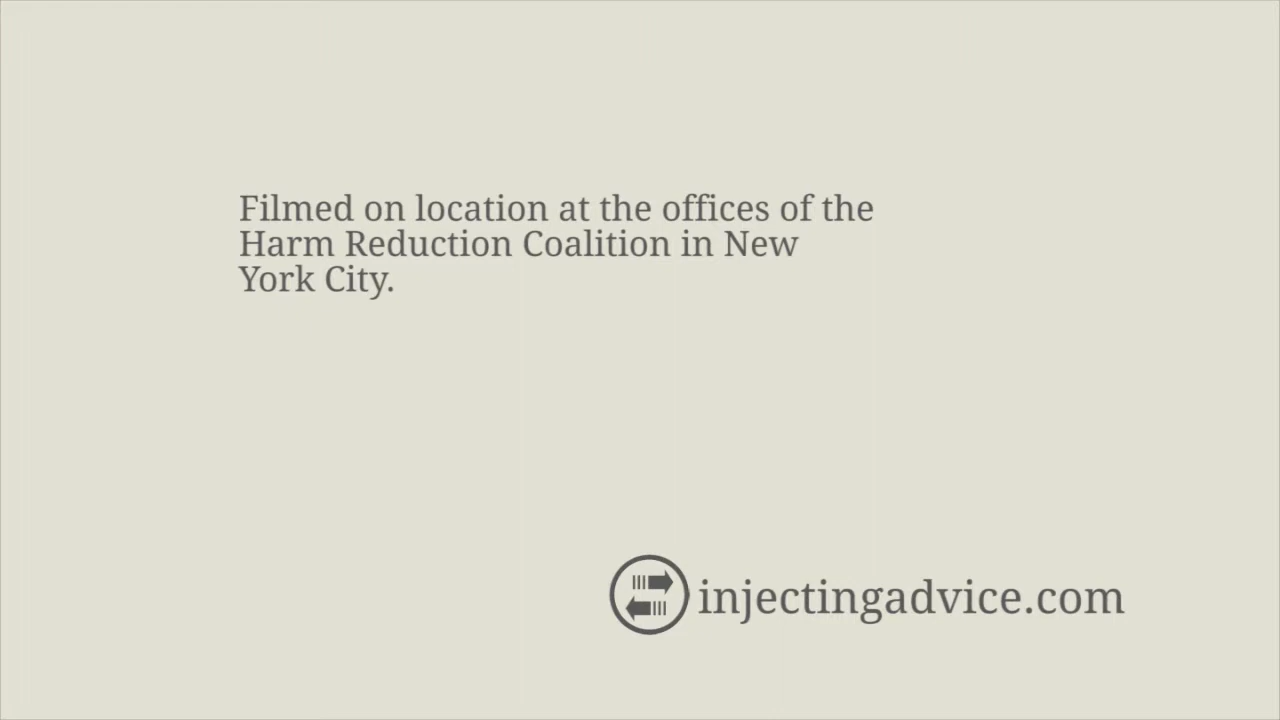 Filmed on location at the offices of the
Harm Reduction Coalition in New
York City.
injectingadvice.com